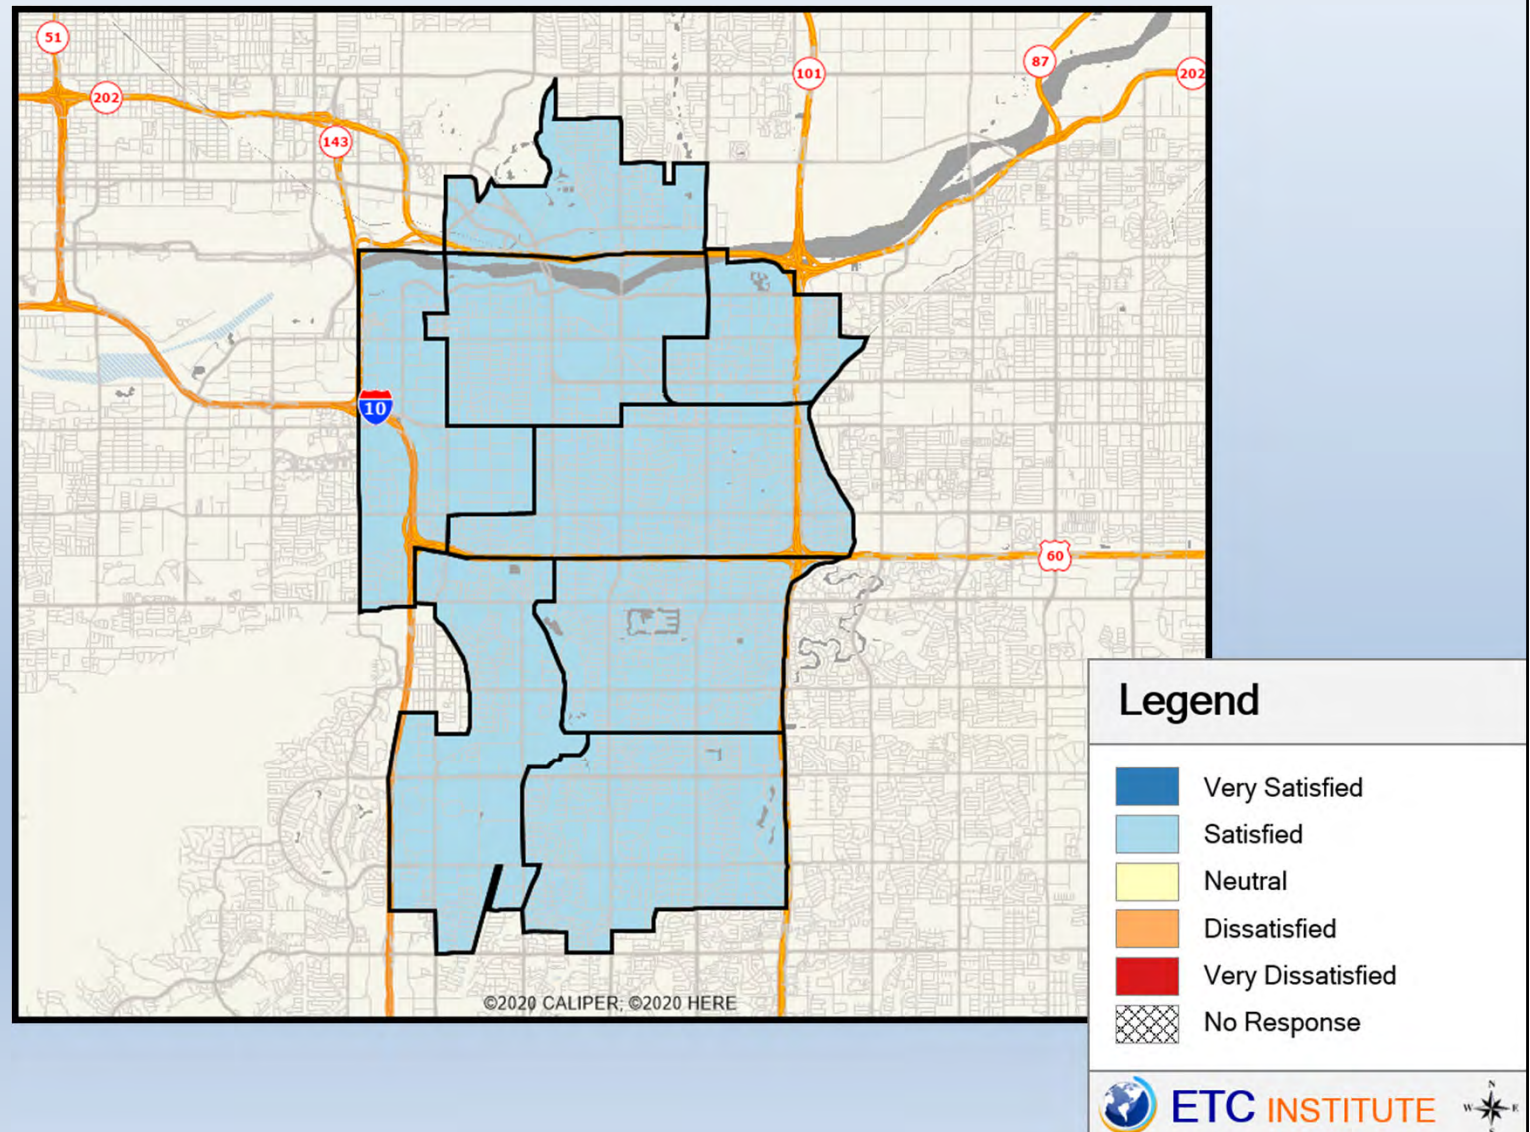 51
202
143
101
87
202
10
60
©2020 CALIPER; ©2020 HERE
Legend
Very Satisfied
Satisfied
Neutral
Dissatisfied
Very Dissatisfied
No Response
ETC INSTITUTE
N
W E
S